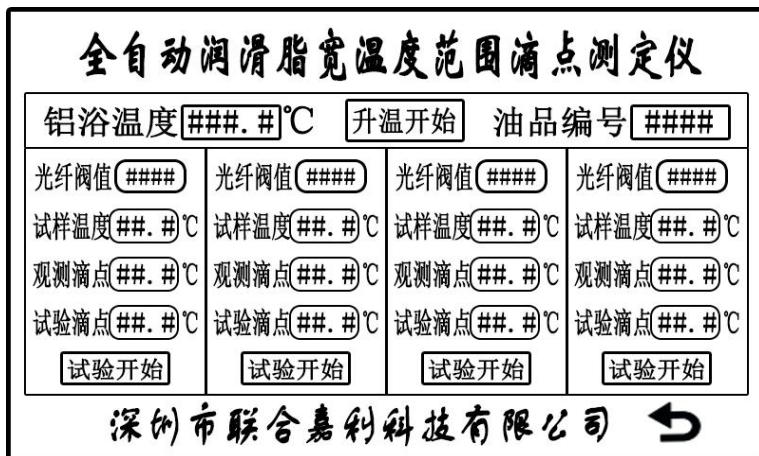 全自动润滑脂宽温度范围滴点测定仪
铝浴温度 ###.# ℃ 升温开始 油品编号 ####
光纤阀值 #### 光纤阀值 #### 光纤阀值 #### 光纤阀值 ####
试样温度 ##.# ℃ 试样温度 ##.# ℃ 试样温度 ##.# ℃ 试样温度 ##.# ℃
观测滴点 ##.# ℃ 观测滴点 ##.# ℃ 观测滴点 ##.# ℃ 观测滴点 ##.# ℃
试验滴点 ##.# ℃ 试验滴点 ##.# ℃ 试验滴点 ##.# ℃ 试验滴点 ##.# ℃
试验开始 试验开始 试验开始 试验开始
深圳市联合嘉利科技有限公司